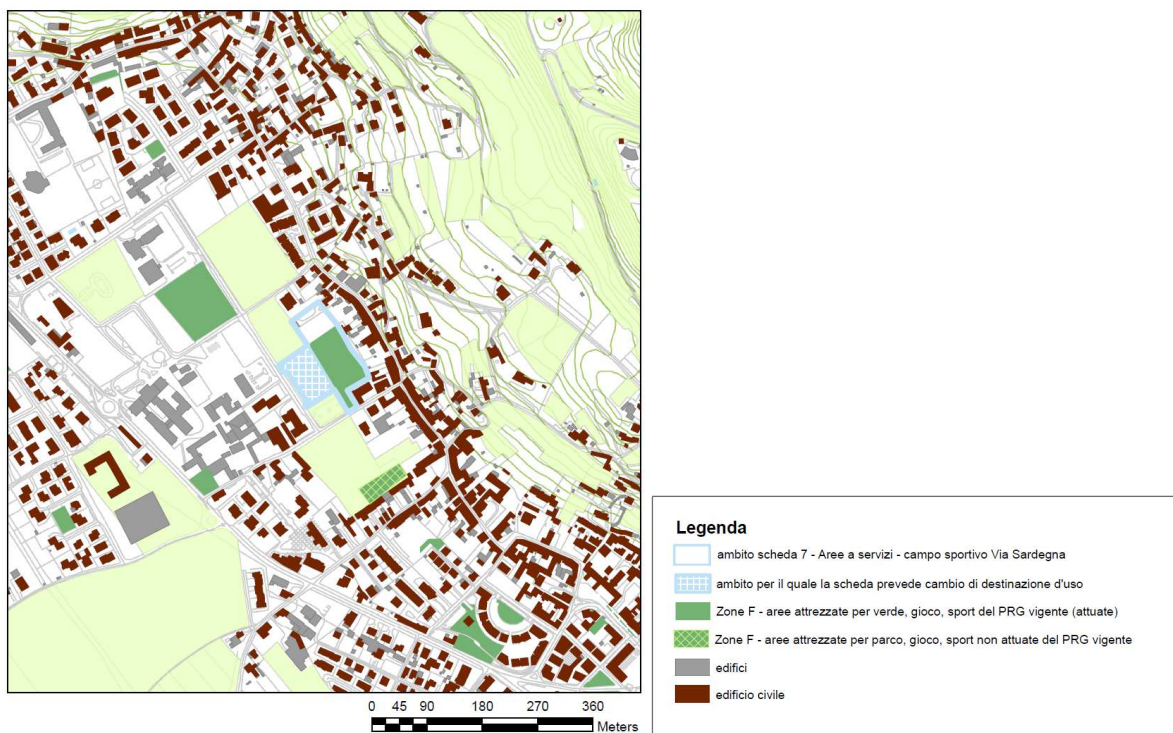 Legenda
ambito scheda 7 - Aree a servizi - campo sportivo Via Sardegna
ambito per il quale la scheda prevede cambio di destinazione d'uso
Zone F - aree attrezzate per verde, gioco, sport del PRG vigente (attuate)
Zone F - aree attrezzate per parco, gioco, sport non attuate del PRG vigente
edifici
edificio civile
0 45 90 180 270 360
Meters